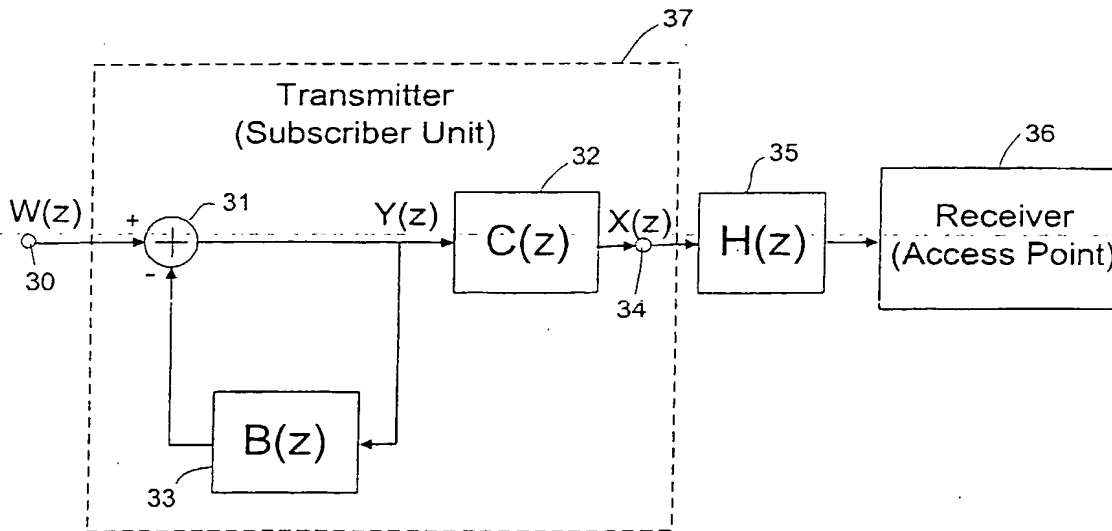 37
Transmitter
(Subscriber Unit)
32
35
36
W(z)
+
31
Y(z)
C(z)
X(z)
H(z)
Receiver
(Access Point)
30
-
34
B(z)
33